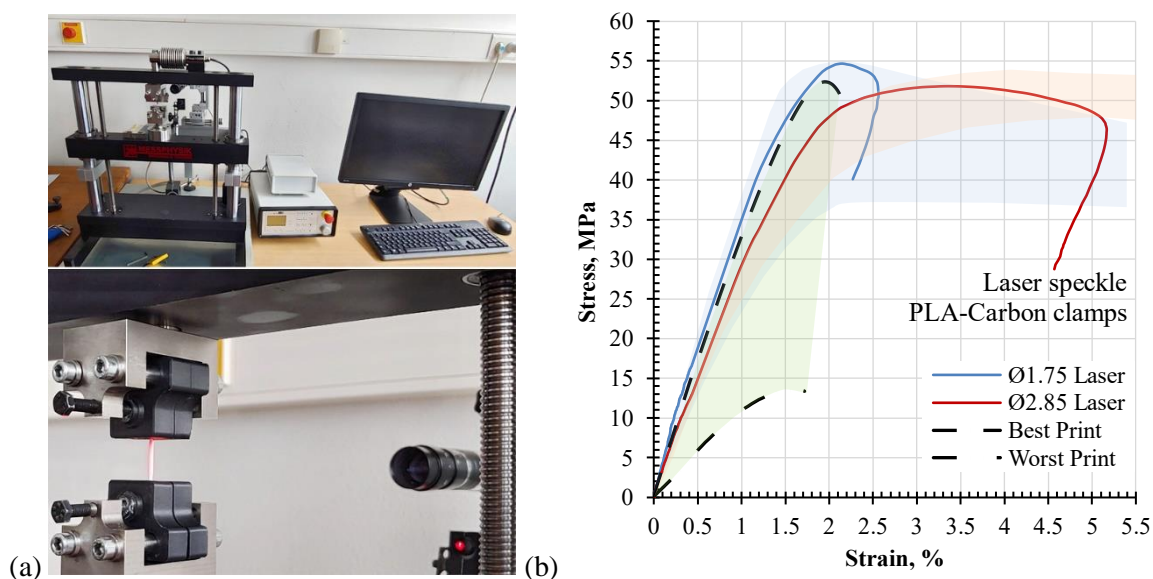 (a)
(b)
60
55
50
45
40
35
30
25
20
15
10
5
0
Stress, MPa
Laser speckle
PLA-Carbon clamps
Ø1.75 Laser
Ø2.85 Laser
Best Print
Worst Print
0 0.5 1 1.5 2 2.5 3 3.5 4 4.5 5 5.5
Strain, %